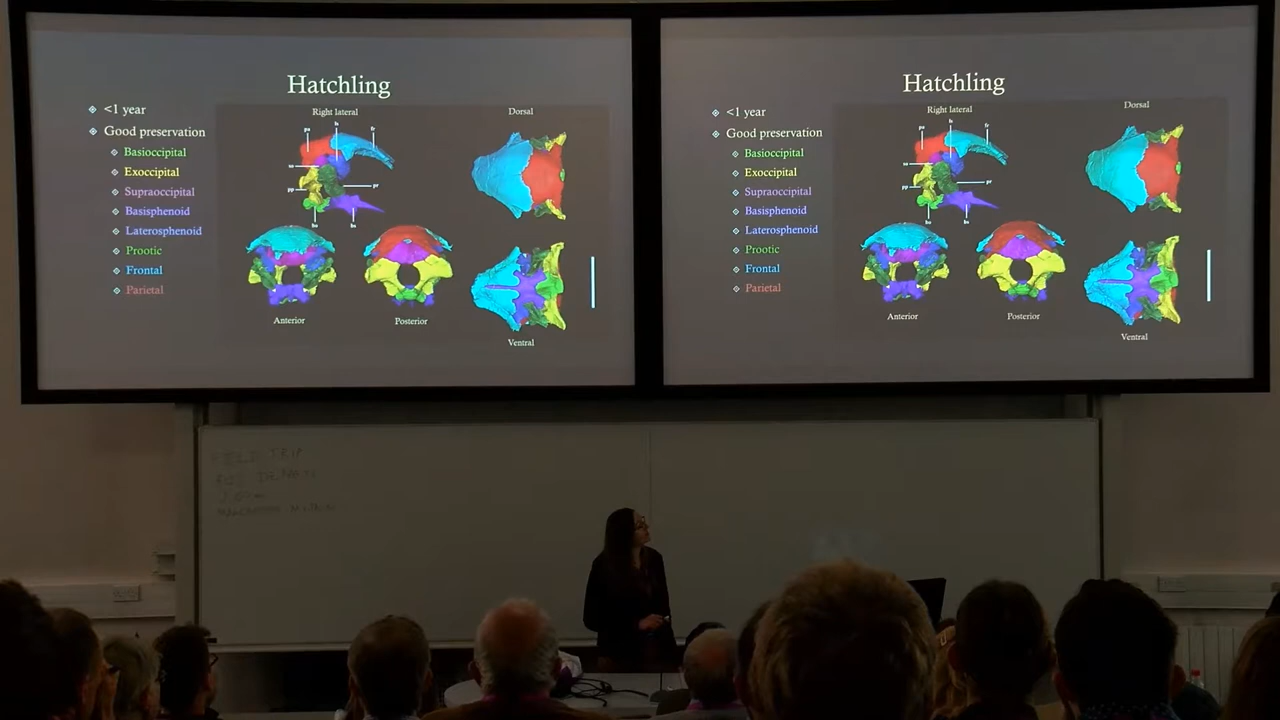 Hatchling
<1 year
Good preservation
Basioccipital
Exoccipital
Supraoccipital
Basisphenoid
Laterosphenoid
Prootic
Frontal
Parietal
Right lateral
Dorsal
Anterior
Posterior
Ventral
Hatchling
<1 year
Good preservation
Basioccipital
Exoccipital
Supraoccipital
Basisphenoid
Laterosphenoid
Prootic
Frontal
Parietal
Right lateral
Dorsal
Anterior
Posterior
Ventral
TRIP